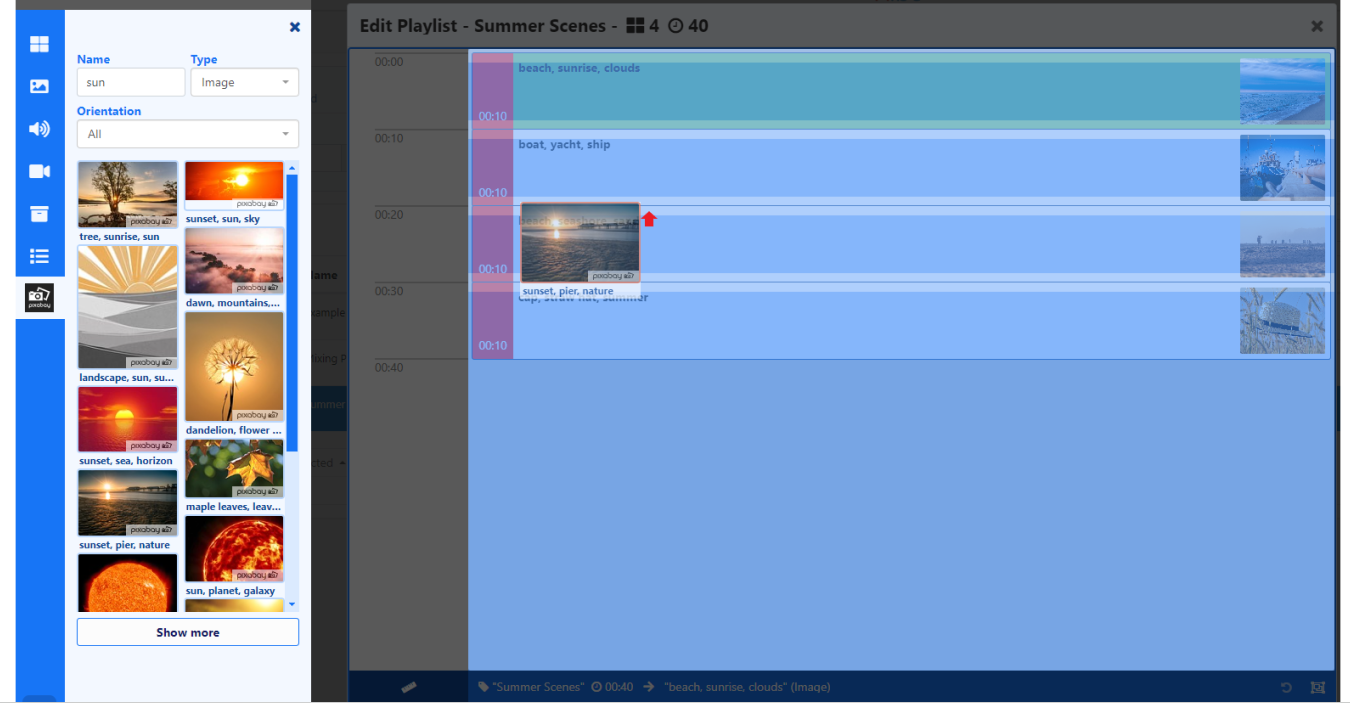 Edit Playlist - Summer Scenes - 4 40
Name
Type
sun
Image
Orientation
All
pixabay
tree, sunrise, sun
pixabay
sunset, sun, sky
pixabay
dawn, mountains,...
pixabay
landscape, sun, su...
pixabay
dandelion, flower ...
pixabay
sunset, sea, horizon
pixabay
maple leaves, leav...
pixabay
sunset, pier, nature
pixabay
sun, planet, galaxy
Show more
pixabay
00:00
beach, sunrise, clouds
00:10
00:10
boat, yacht, ship
00:10
00:20
00:10
pixabay
sunset, pier, nature
00:30
cap, straw hat, summer
00:10
00:40
"Summer Scenes" 00:40 "beach, sunrise, clouds" (Image)